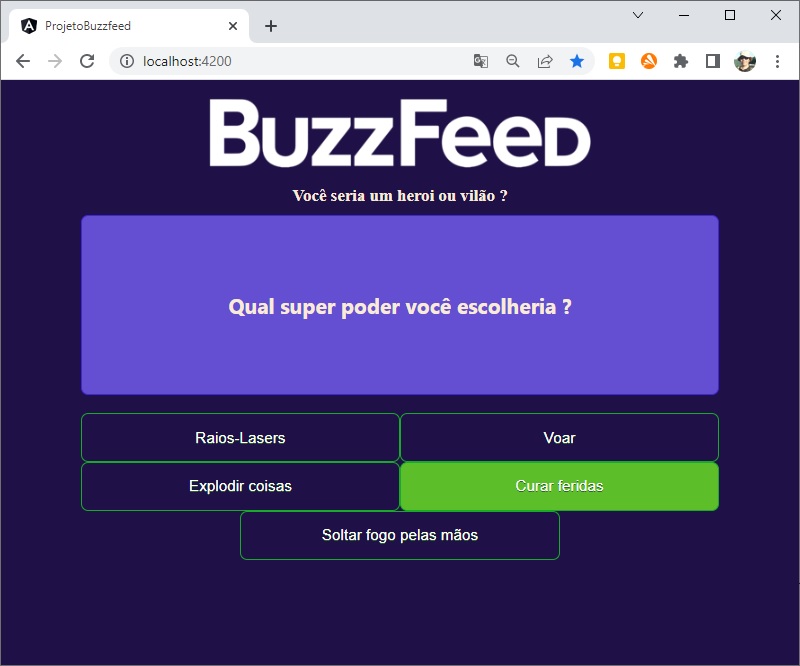 ProjetoBuzzfeed
localhost:4200
BuzzFeed
Você seria um heroi ou vilão ?
Qual super poder você escolheria ?
Raios-Lasers
Voar
Explodir coisas
Curar feridas
Soltar fogo pelas mãos